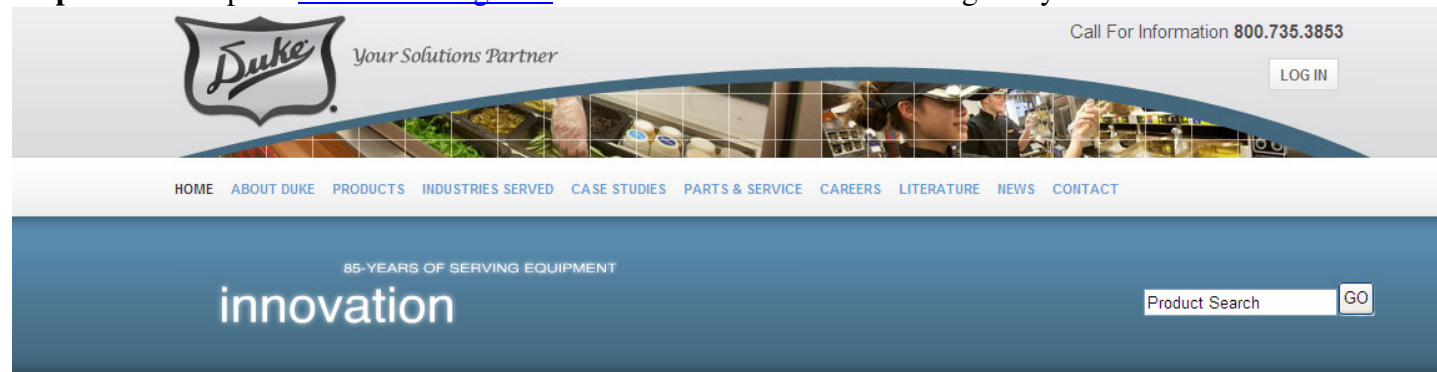 Duke
Your Solutions Partner
Call For Information 800.735.3853
LOG IN
HOME ABOUT DUKE PRODUCTS INDUSTRIES SERVED CASE STUDIES PARTS & SERVICE CAREERS LITERATURE NEWS CONTACT
85-YEARS OF SERVING EQUIPMENT
innovation
Product Search GO